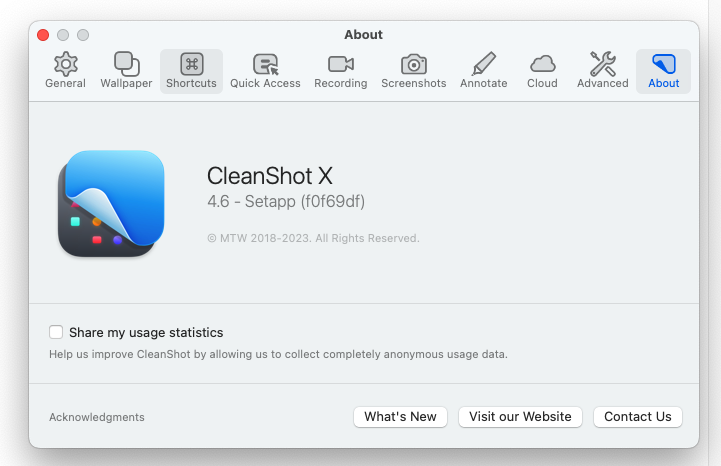 About
General
Wallpaper
Shortcuts
Quick Access
Recording
Screenshots
Annotate
Cloud
Advanced
About
CleanShot X
4.6 – Setapp (f0f69df)
© MTW 2018-2023. All Rights Reserved.
Share my usage statistics
Help us improve CleanShot by allowing us to collect completely anonymous usage data.
Acknowledgments
What's New
Visit our Website
Contact Us